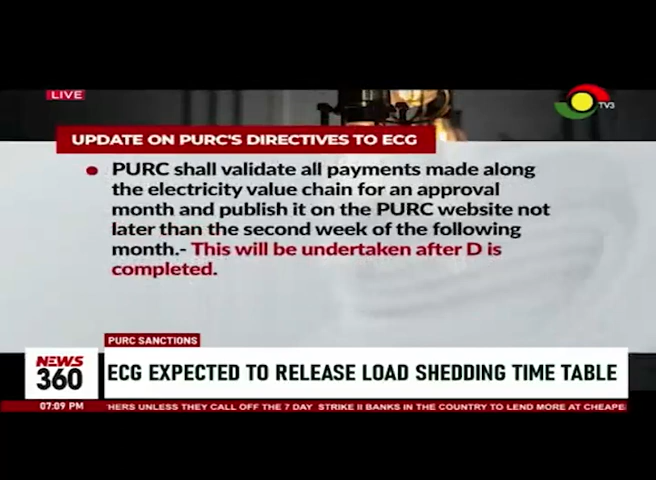 LIVE
TV3
UPDATE ON PURC'S DIRECTIVES TO ECG
PURC shall validate all payments made along
the electricity value chain for an approval
month and publish it on the PURC website not
later than the second week of the following
month.- This will be undertaken after D is
completed.
PURC SANCTIONS
NEWS
360
ECG EXPECTED TO RELEASE LOAD SHEDDING TIME TABLE
07:09 PM
HERS UNLESS THEY CALL OFF THE 7 DAY STRIKE II BANKS IN THE COUNTRY TO LEND MORE AT CHEAPE